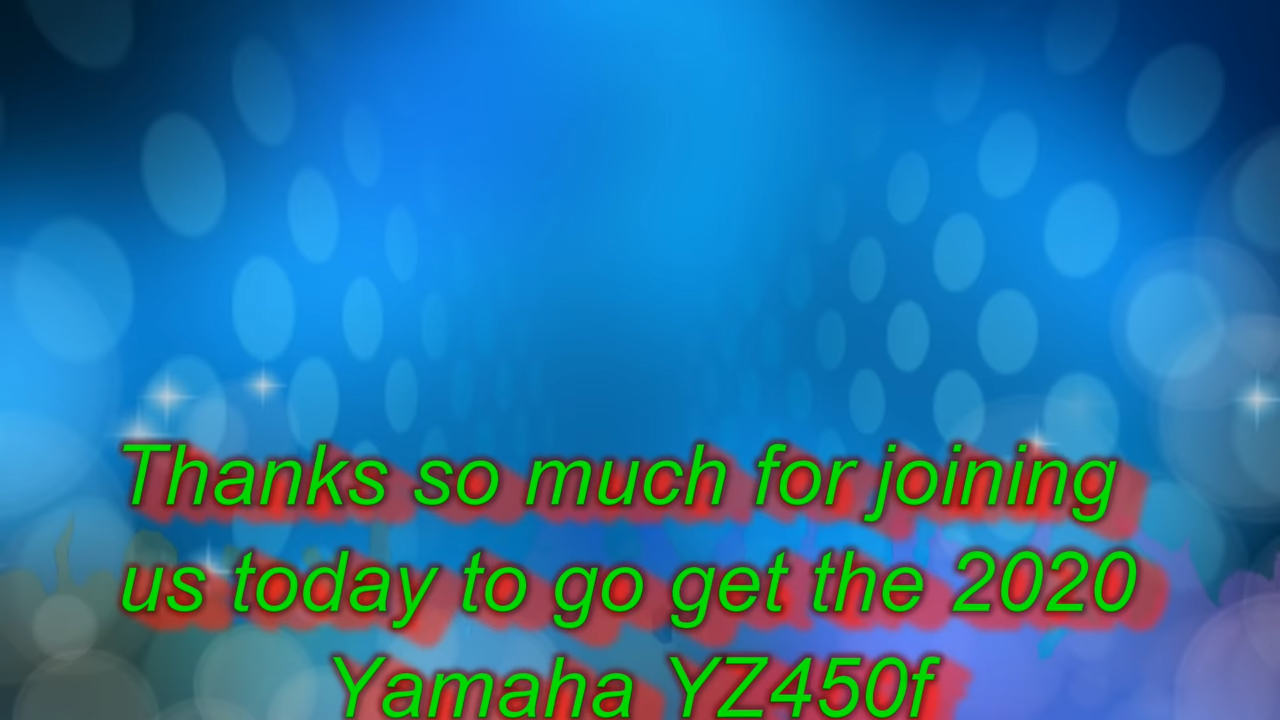 Thanks so much for joining
us today to go get the 2020
Yamaha YZ450f